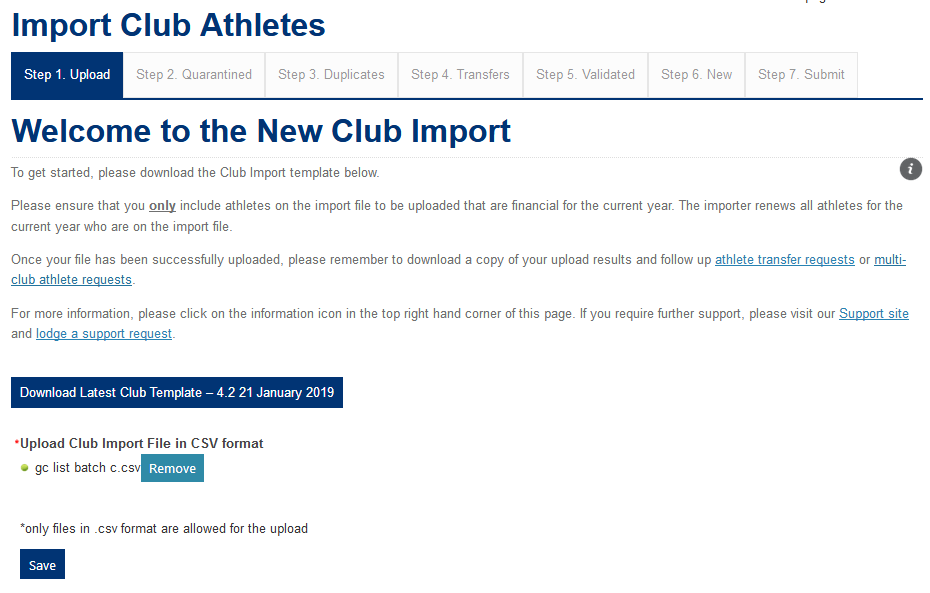 Import Club Athletes
Step 1. Upload
Step 2. Quarantined
Step 3. Duplicates
Step 4. Transfers
Step 5. Validated
Step 6. New
Step 7. Submit
Welcome to the New Club Import
To get started, please download the Club Import template below.
i
Please ensure that you only include athletes on the import file to be uploaded that are financial for the current year. The importer renews all athletes for the
current year who are on the import file.
Once your file has been successfully uploaded, please remember to download a copy of your upload results and follow up athlete transfer requests or multi-
club athlete requests.
For more information, please click on the information icon in the top right hand corner of this page. If you require further support, please visit our Support site
and lodge a support request.
Download Latest Club Template – 4.2 21 January 2019
*Upload Club Import File in CSV format
gc list batch c.csv Remove
*only files in .csv format are allowed for the upload
Save